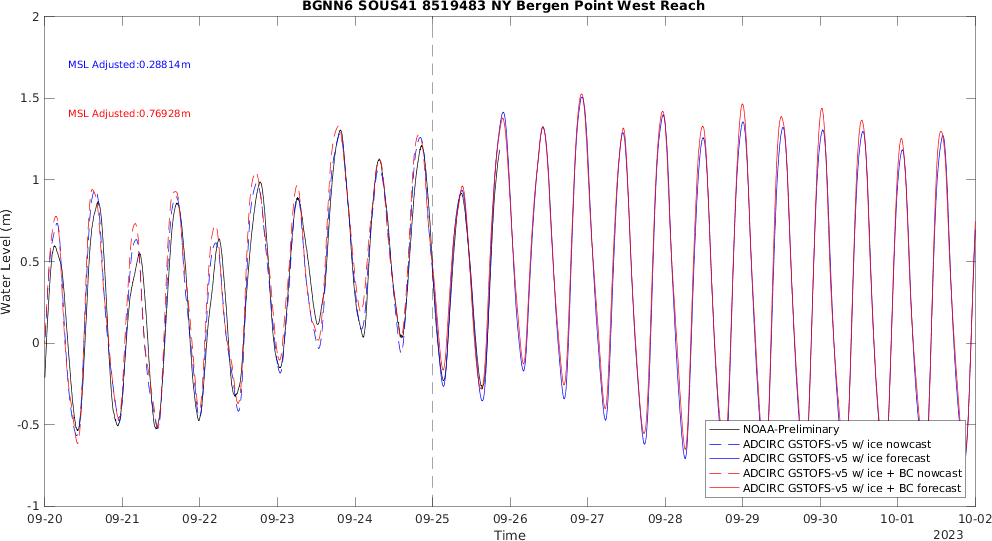 BGNN6 SOUS41 8519483 NY Bergen Point West Reach
2
1.5
1
0.5
0
-0.5
-1
Water Level (m)
MSL Adjusted:0.28814m
MSL Adjusted:0.76928m
NOAA-Preliminary
ADCIRC GSTOFS-v5 w/ ice nowcast
ADCIRC GSTOFS-v5 w/ ice forecast
ADCIRC GSTOFS-v5 w/ ice + BC nowcast
ADCIRC GSTOFS-v5 w/ ice + BC forecast
09-20 09-21 09-22 09-23 09-24 09-25 09-26 09-27 09-28 09-29 09-30 10-01 10-02
Time
2023